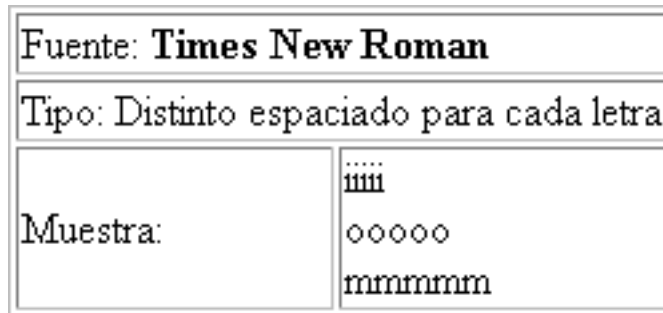 Fuente: Times New Roman
Tipo: Distinto espaciado para cada letra
Muestra:
iiiii
ooooo
mmmmm